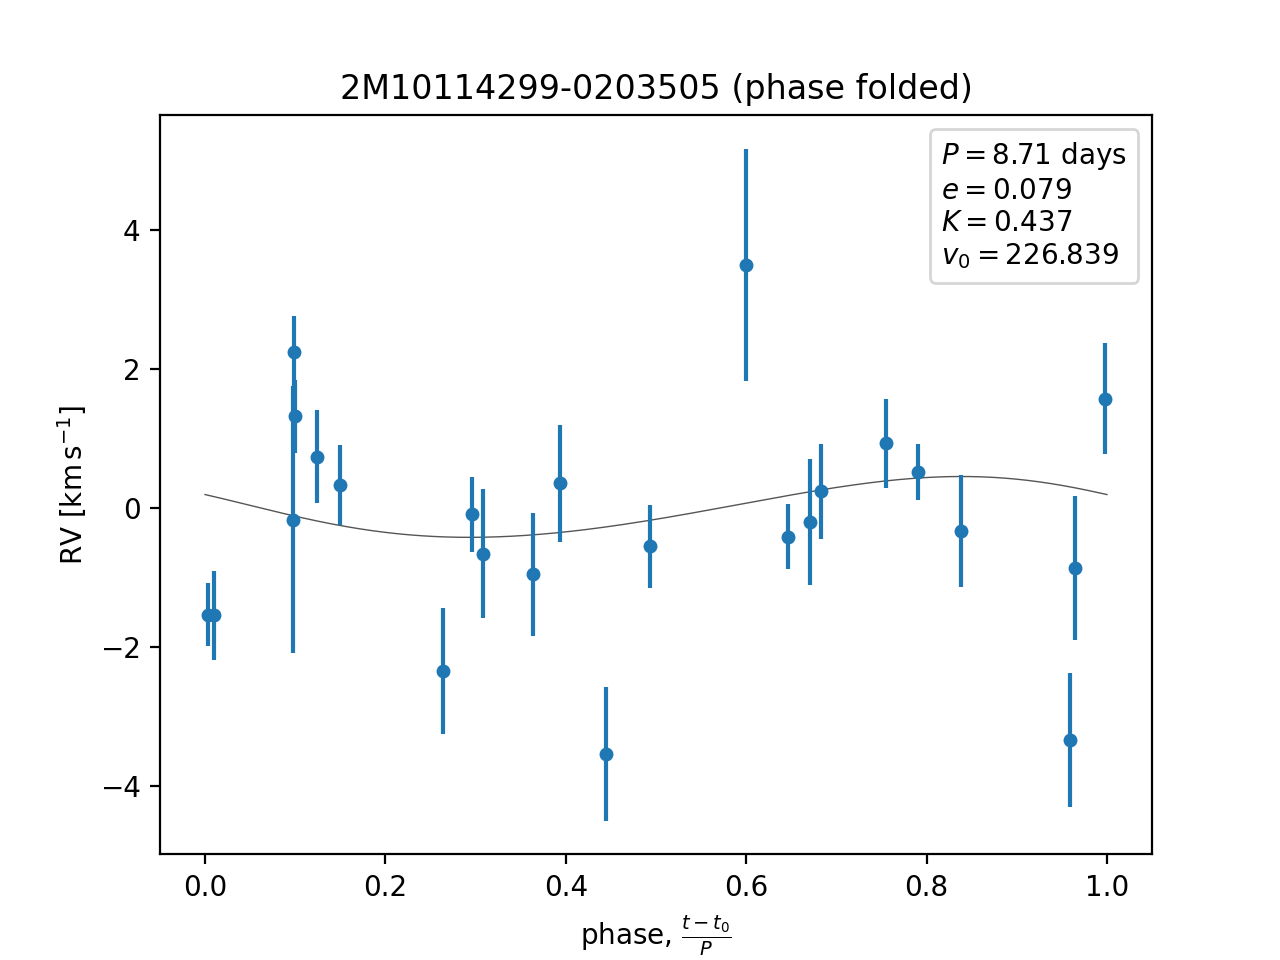 2M10114299-0203505 (phase folded)
P = 8.71 days
e = 0.079
K = 0.437
v₀ = 226.839
4
2
0
−2
−4
RV [km s⁻¹]
0.0 0.2 0.4 0.6 0.8 1.0
phase, (t − t₀)/P